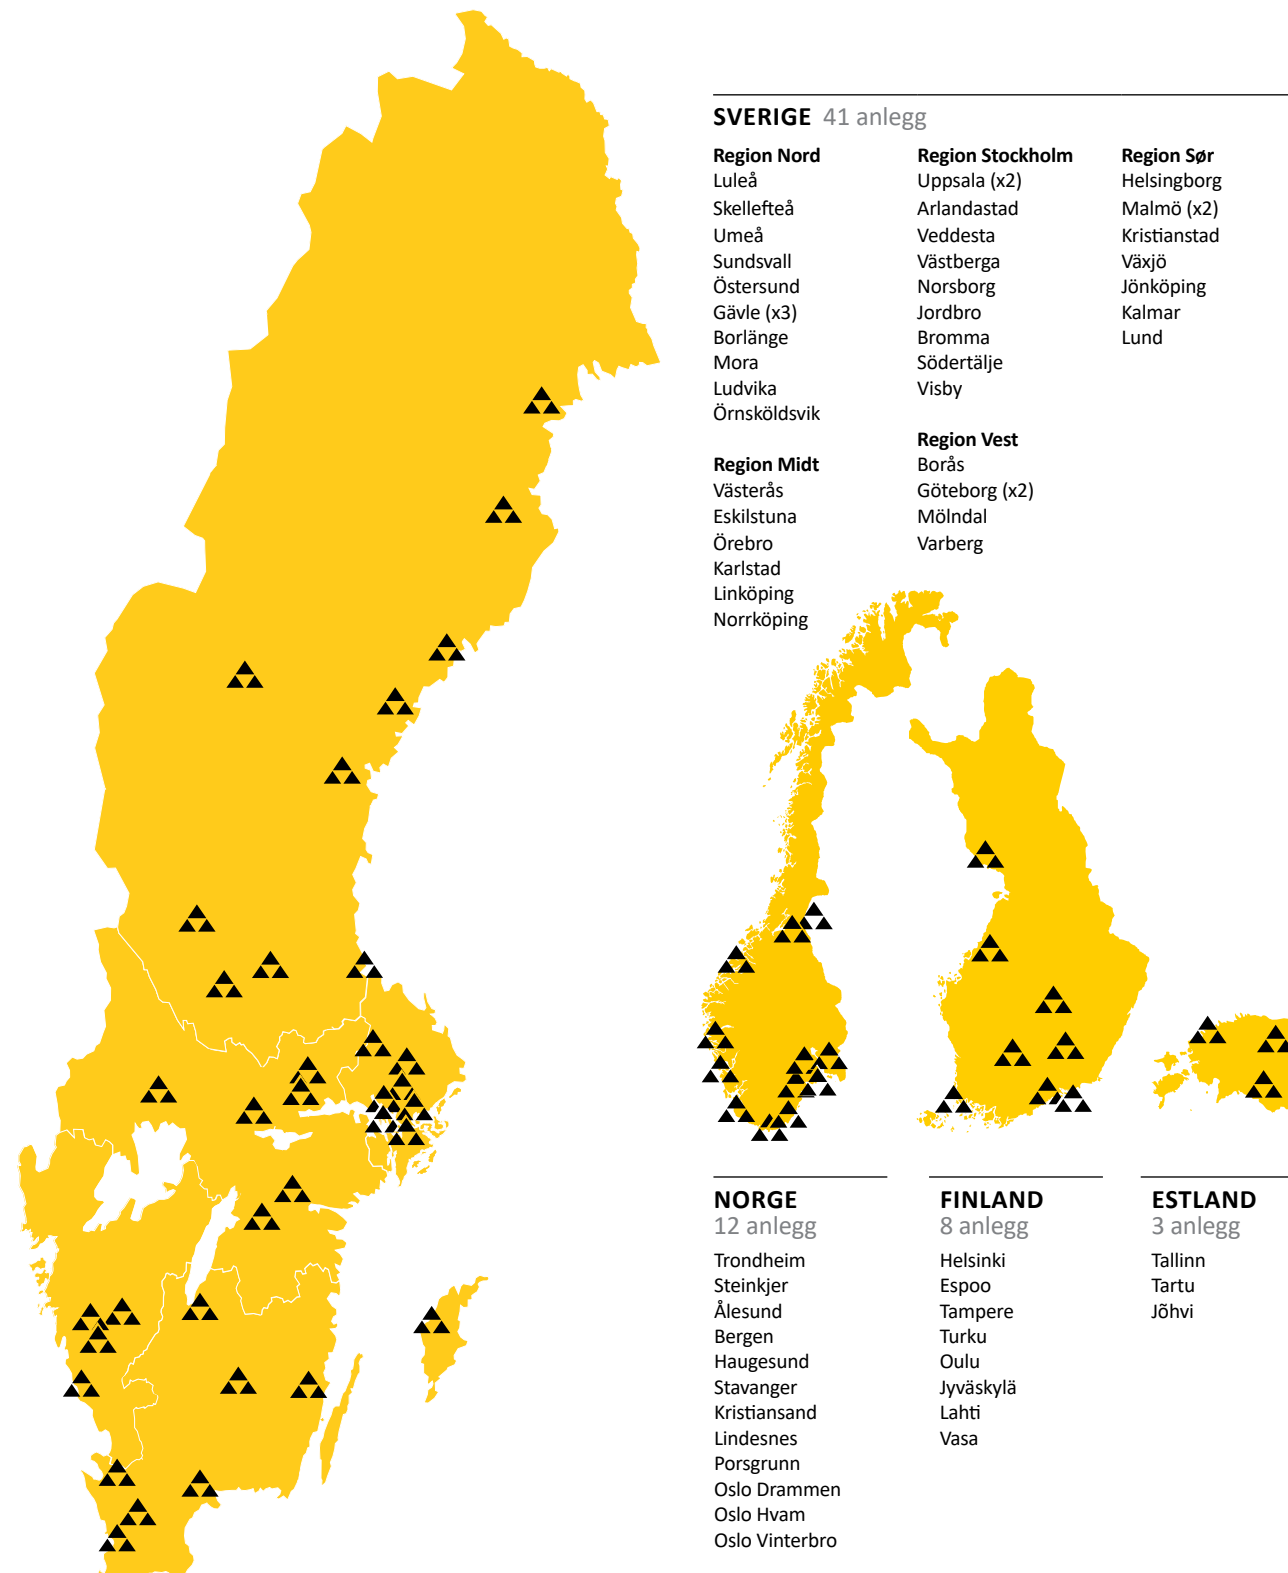 SVERIGE 41 anlegg
Region Nord
Luleå
Skellefteå
Umeå
Sundsvall
Östersund
Gävle (x3)
Borlänge
Mora
Ludvika
Örnsköldsvik
Region Midt
Västerås
Eskilstuna
Örebro
Karlstad
Linköping
Norrköping
Region Stockholm
Uppsala (x2)
Arlandastad
Veddesta
Västberga
Norsborg
Jordbro
Bromma
Södertälje
Visby
Region Vest
Borås
Göteborg (x2)
Mölndal
Varberg
Region Sør
Helsingborg
Malmö (x2)
Kristianstad
Växjö
Jönköping
Kalmar
Lund
NORGE
12 anlegg
Trondheim
Steinkjer
Ålesund
Bergen
Haugesund
Stavanger
Kristiansand
Lindesnes
Porsgrunn
Oslo Drammen
Oslo Hvam
Oslo Vinterbro
FINLAND
8 anlegg
Helsinki
Espoo
Tampere
Turku
Oulu
Jyväskylä
Lahti
Vasa
ESTLAND
3 anlegg
Tallinn
Tartu
Jõhvi